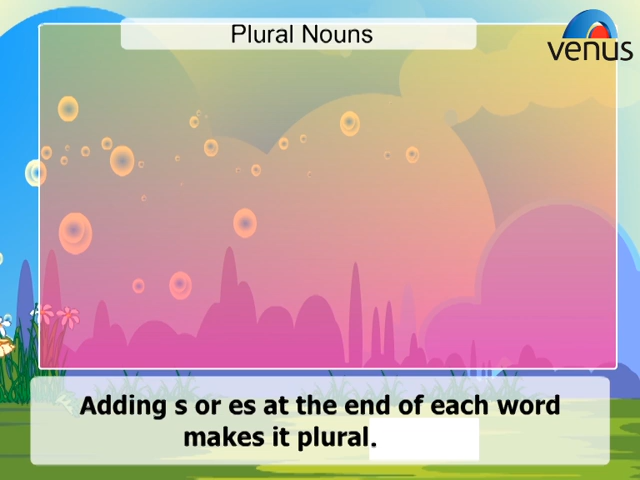 Plural Nouns
venus
Adding s or es at the end of each word
makes it plural.